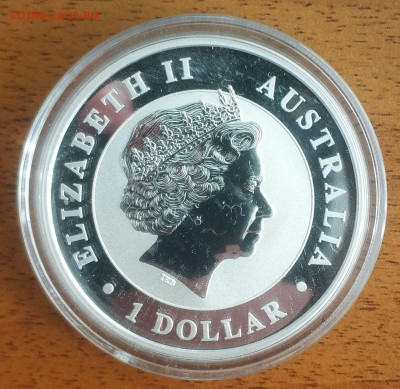 ELIZABETH II
AUSTRALIA
1 DOLLAR